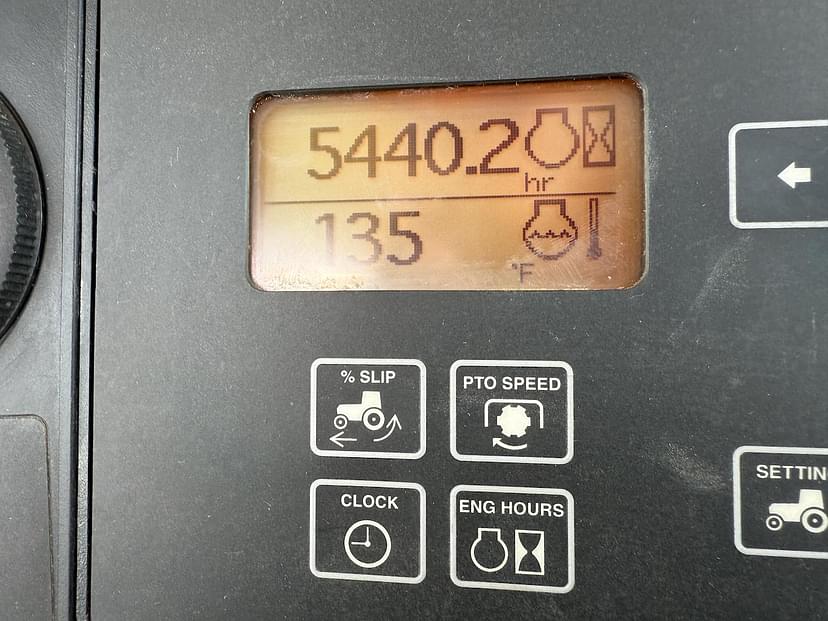 5440.2
hr
135
°F
% SLIP
PTO SPEED
CLOCK
ENG HOURS
SETTIN